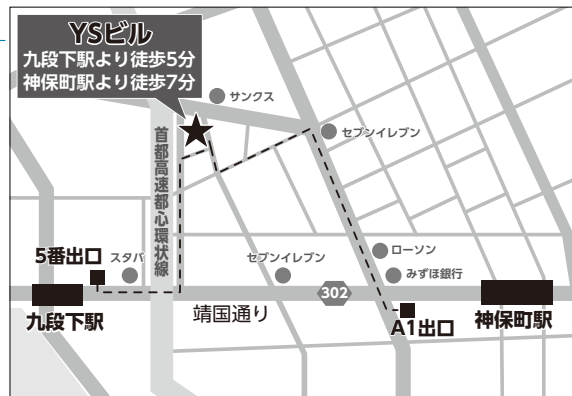 YSビル
九段下駅より徒歩5分
神保町駅より徒歩7分
サンクス
セブンイレブン
首都高速都心環状線
5番出口
スタバ
セブンイレブン
ローソン
みずほ銀行
302
九段下駅
靖国通り
A1出口
神保町駅